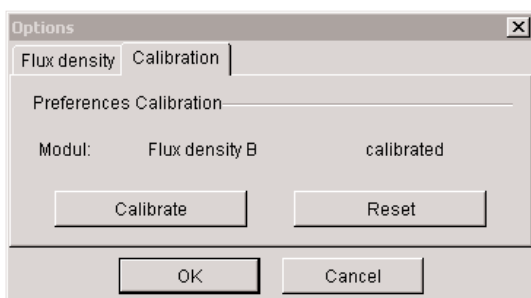 Options
Flux density Calibration
Preferences Calibration
Modul: Flux density B calibrated
Calibrate Reset
OK Cancel